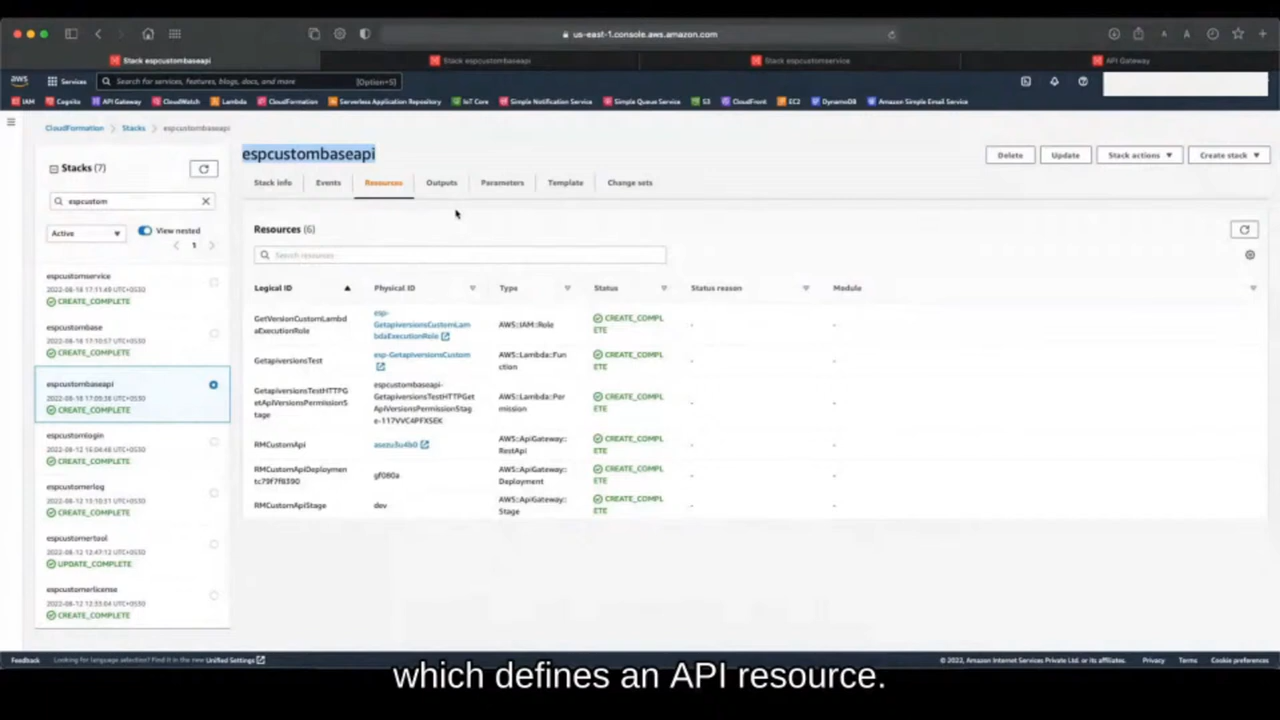 us-east-1.console.aws.amazon.com
Stack espcustombaseapi
Stack espcustombaseapi
Stack espcustomservice
API Gateway
aws
Services
Search for services, features, blogs, docs, and more
[Option+S]
IAM
Cognito
API Gateway
CloudWatch
Lambda
CloudFormation
Serverless Application Repository
IoT Core
Simple Notification Service
Simple Queue Service
S3
CloudFront
EC2
DynamoDB
Amazon Simple Email Service
CloudFormation
Stacks
espcustombaseapi
Stacks (7)
espcustom
Active
View nested
1
espcustomservice
2022-08-18 17:11:49 UTC+0530
CREATE_COMPLETE
espcustombase
2022-08-18 17:10:57 UTC+0530
CREATE_COMPLETE
espcustombaseapi
2022-08-18 17:09:38 UTC+0530
CREATE_COMPLETE
espcustomlogin
2022-08-12 16:04:48 UTC+0530
CREATE_COMPLETE
espcustomerlog
2022-08-12 15:10:31 UTC+0530
CREATE_COMPLETE
espcustomertool
2022-08-12 12:47:12 UTC+0530
UPDATE_COMPLETE
espcustomerlicense
2022-08-12 12:33:04 UTC+0530
CREATE_COMPLETE
espcustombaseapi
Delete
Update
Stack actions
Create stack
Stack info
Events
Resources
Outputs
Parameters
Template
Change sets
Resources (6)
Search resources
Logical ID
Physical ID
Type
Status
Status reason
Module
GetVersionCustomLambd
aExecutionRole
esp-
GetapiversionsCustomLam
bdaExecutionRole
AWS::IAM::Role
CREATE_COMPL
ETE
-
-
GetapiversionsTest
esp-GetapiversionsCustom
AWS::Lambda::Fun
ction
CREATE_COMPL
ETE
-
-
GetapiversionsTestHTTPG
etApiVersionsPermissionS
tage
espcustombaseapi-
GetapiversionsTestHTTPGet
ApiVersionsPermissionStag
e-117VVC4PFXSEK
AWS::Lambda::Per
mission
CREATE_COMPL
ETE
-
-
RMCustomApi
AWS::ApiGateway::
RestApi
CREATE_COMPL
ETE
-
-
RMCustomApiDeploymen
tc79f7f8390
gf080a
AWS::ApiGateway::
Deployment
CREATE_COMPL
ETE
-
-
RMCustomApiStage
dev
AWS::ApiGateway::
Stage
CREATE_COMPL
ETE
-
-
Feedback
Looking for language selection? Find it in the new Unified Settings
© 2022, Amazon Internet Services Private Ltd. or its affiliates.
Privacy
Terms
Cookie preferences
which defines an API resource.